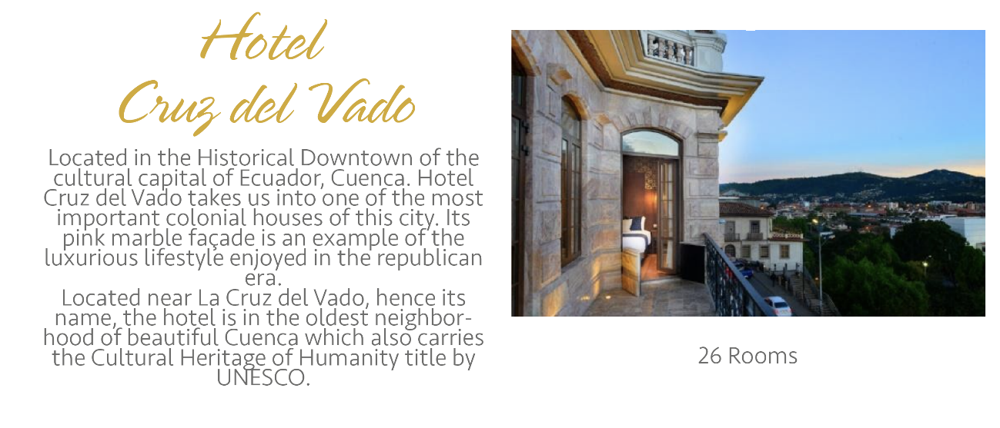 Hotel
Cruz del Vado
Located in the Historical Downtown of the
cultural capital of Ecuador, Cuenca. Hotel
Cruz del Vado takes us into one of the most
important colonial houses of this city. Its
pink marble façade is an example of the
luxurious lifestyle enjoyed in the republican
era.
Located near La Cruz del Vado, hence its
name, the hotel is in the oldest neighbor-
hood of beautiful Cuenca which also carries
the Cultural Heritage of Humanity title by
UNESCO.
26 Rooms